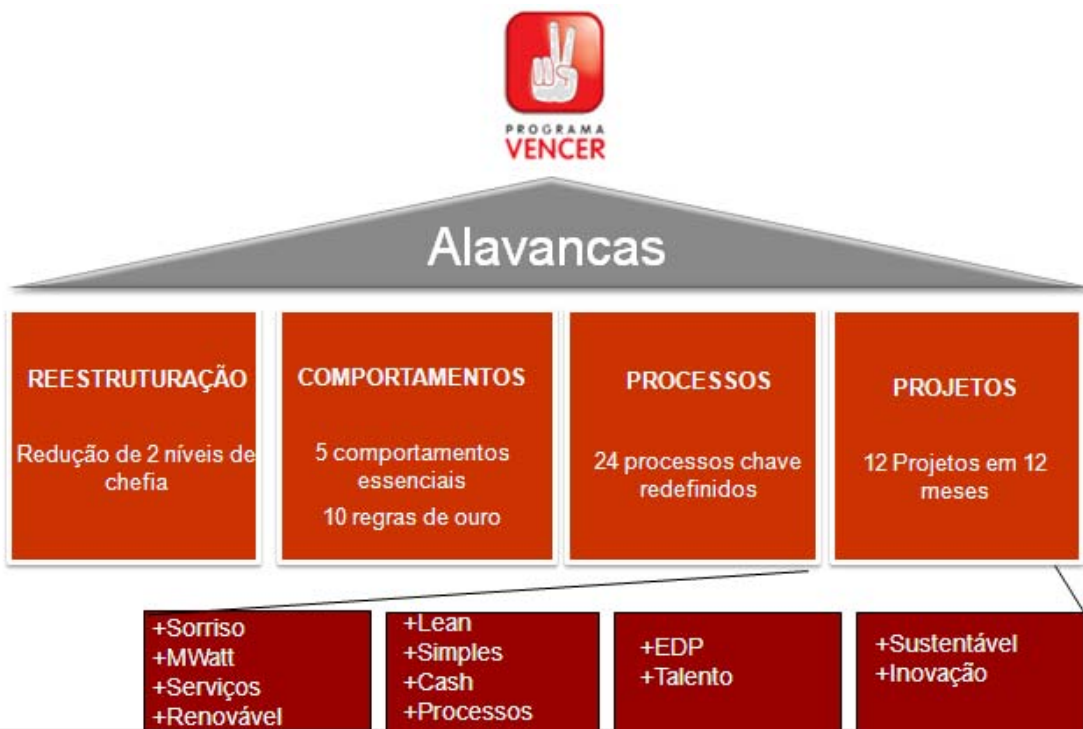 PROGRAMA
VENCER
Alavancas
REESTRUTURAÇÃO
Redução de 2 níveis de
chefia
COMPORTAMENTOS
5 comportamentos
essenciais
10 regras de ouro
PROCESSOS
24 processos chave
redefinidos
PROJETOS
12 Projetos em 12
meses
+Sorriso
+MWatt
+Serviços
+Renovável
+Lean
+Simples
+Cash
+Processos
+EDP
+Talento
+Sustentável
+Inovação